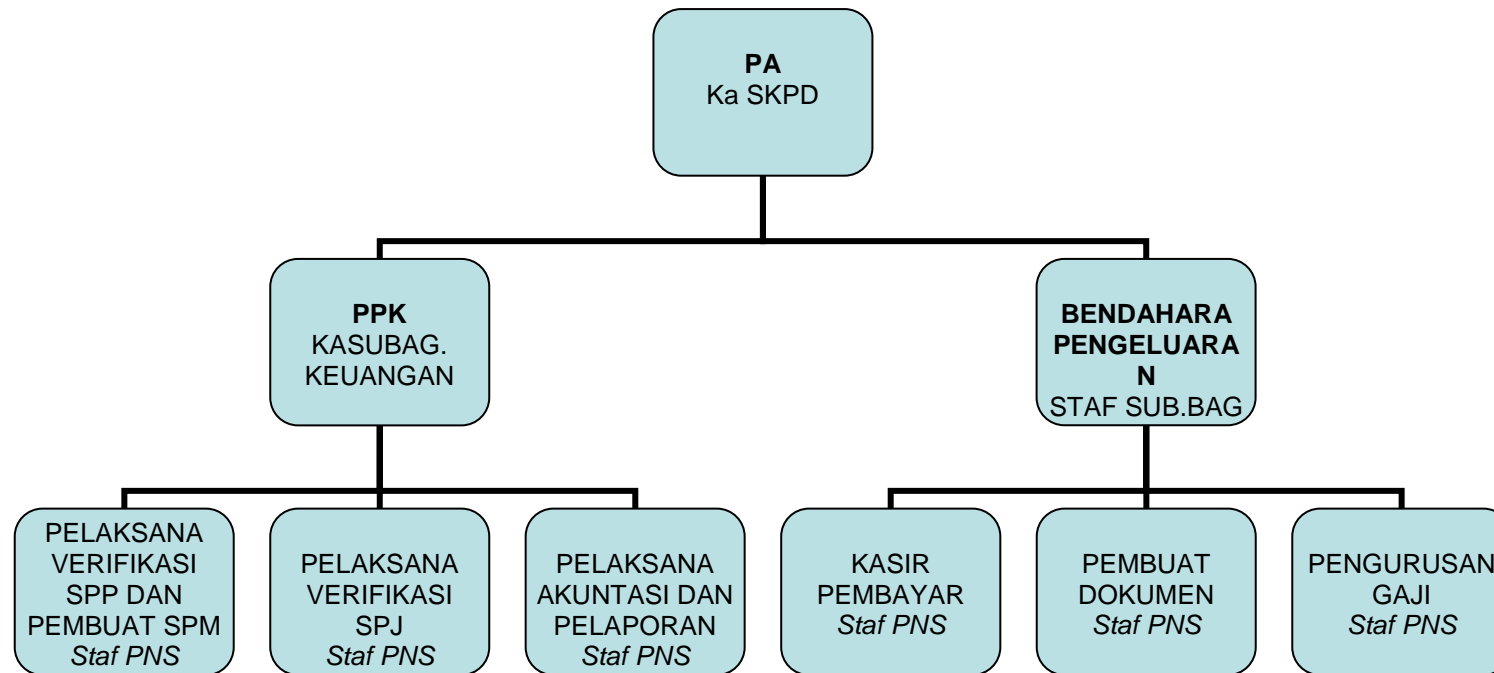 PA
Ka SKPD
PPK
KASUBAG.
KEUANGAN
BENDAHARA
PENGELUARA
N
STAF SUB.BAG
PELAKSANA
VERIFIKASI
SPP DAN
PEMBUAT SPM
Staf PNS
PELAKSANA
VERIFIKASI
SPJ
Staf PNS
PELAKSANA
AKUNTASI DAN
PELAPORAN
Staf PNS
KASIR
PEMBAYAR
Staf PNS
PEMBUAT
DOKUMEN
Staf PNS
PENGURUSAN
GAJI
Staf PNS